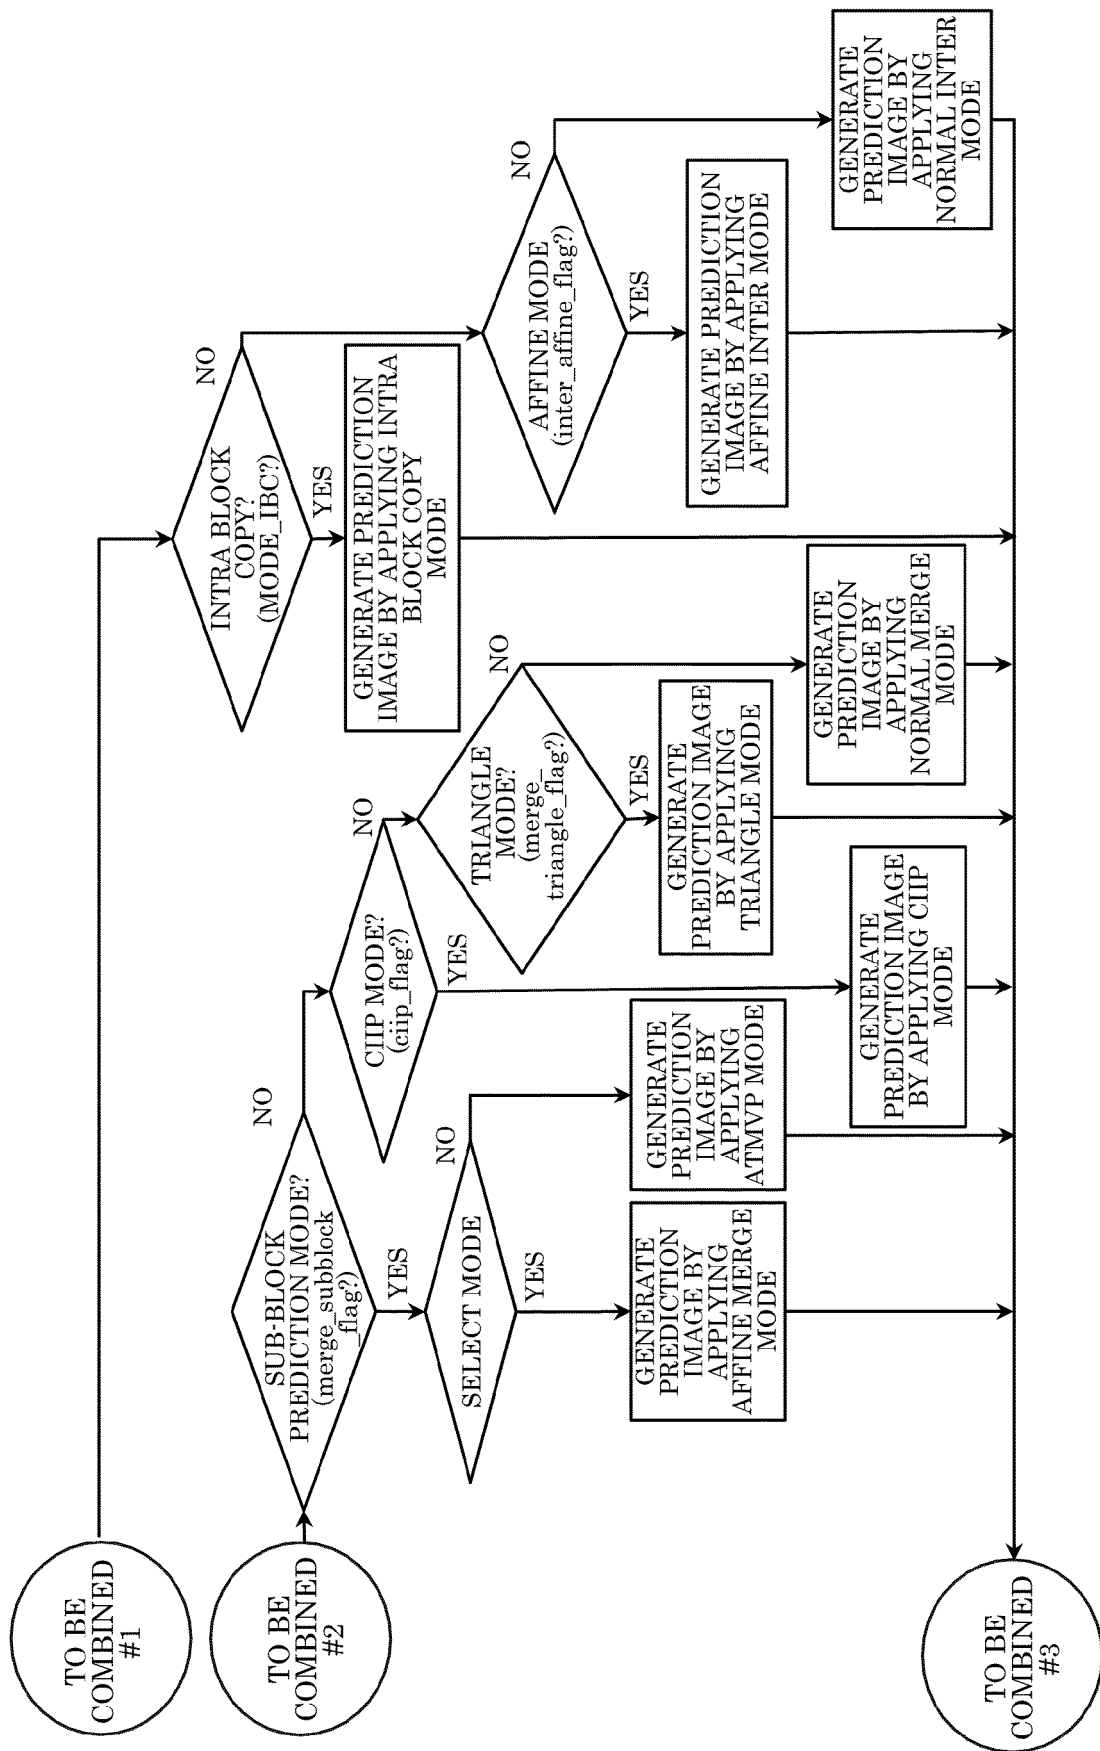 TO BE
COMBINED
#1
INTRA BLOCK
COPY?
(MODE_IBC?)
NO
YES
GENERATE PREDICTION
IMAGE BY APPLYING INTRA
BLOCK COPY
MODE
AFFINE MODE
(inter_affine_flag?)
NO
YES
GENERATE PREDICTION
IMAGE BY APPLYING
AFFINE INTER MODE
GENERATE
PREDICTION
IMAGE BY
APPLYING
NORMAL INTER
MODE
TO BE
COMBINED
#2
SUB-BLOCK
PREDICTION MODE?
(merge_subblock
_flag?)
NO
YES
SELECT MODE
NO
YES
GENERATE
PREDICTION
IMAGE BY
APPLYING
AFFINE MERGE
MODE
GENERATE
PREDICTION
IMAGE BY
APPLYING
ATMVP MODE
CIIP MODE?
(ciip_flag?)
NO
YES
GENERATE
PREDICTION IMAGE
BY APPLYING CIIP
MODE
TRIANGLE
MODE?
(merge_
triangle_flag?)
NO
YES
GENERATE
PREDICTION IMAGE
BY APPLYING
TRIANGLE MODE
GENERATE
PREDICTION
IMAGE BY
APPLYING
NORMAL MERGE
MODE
TO BE
COMBINED
#3